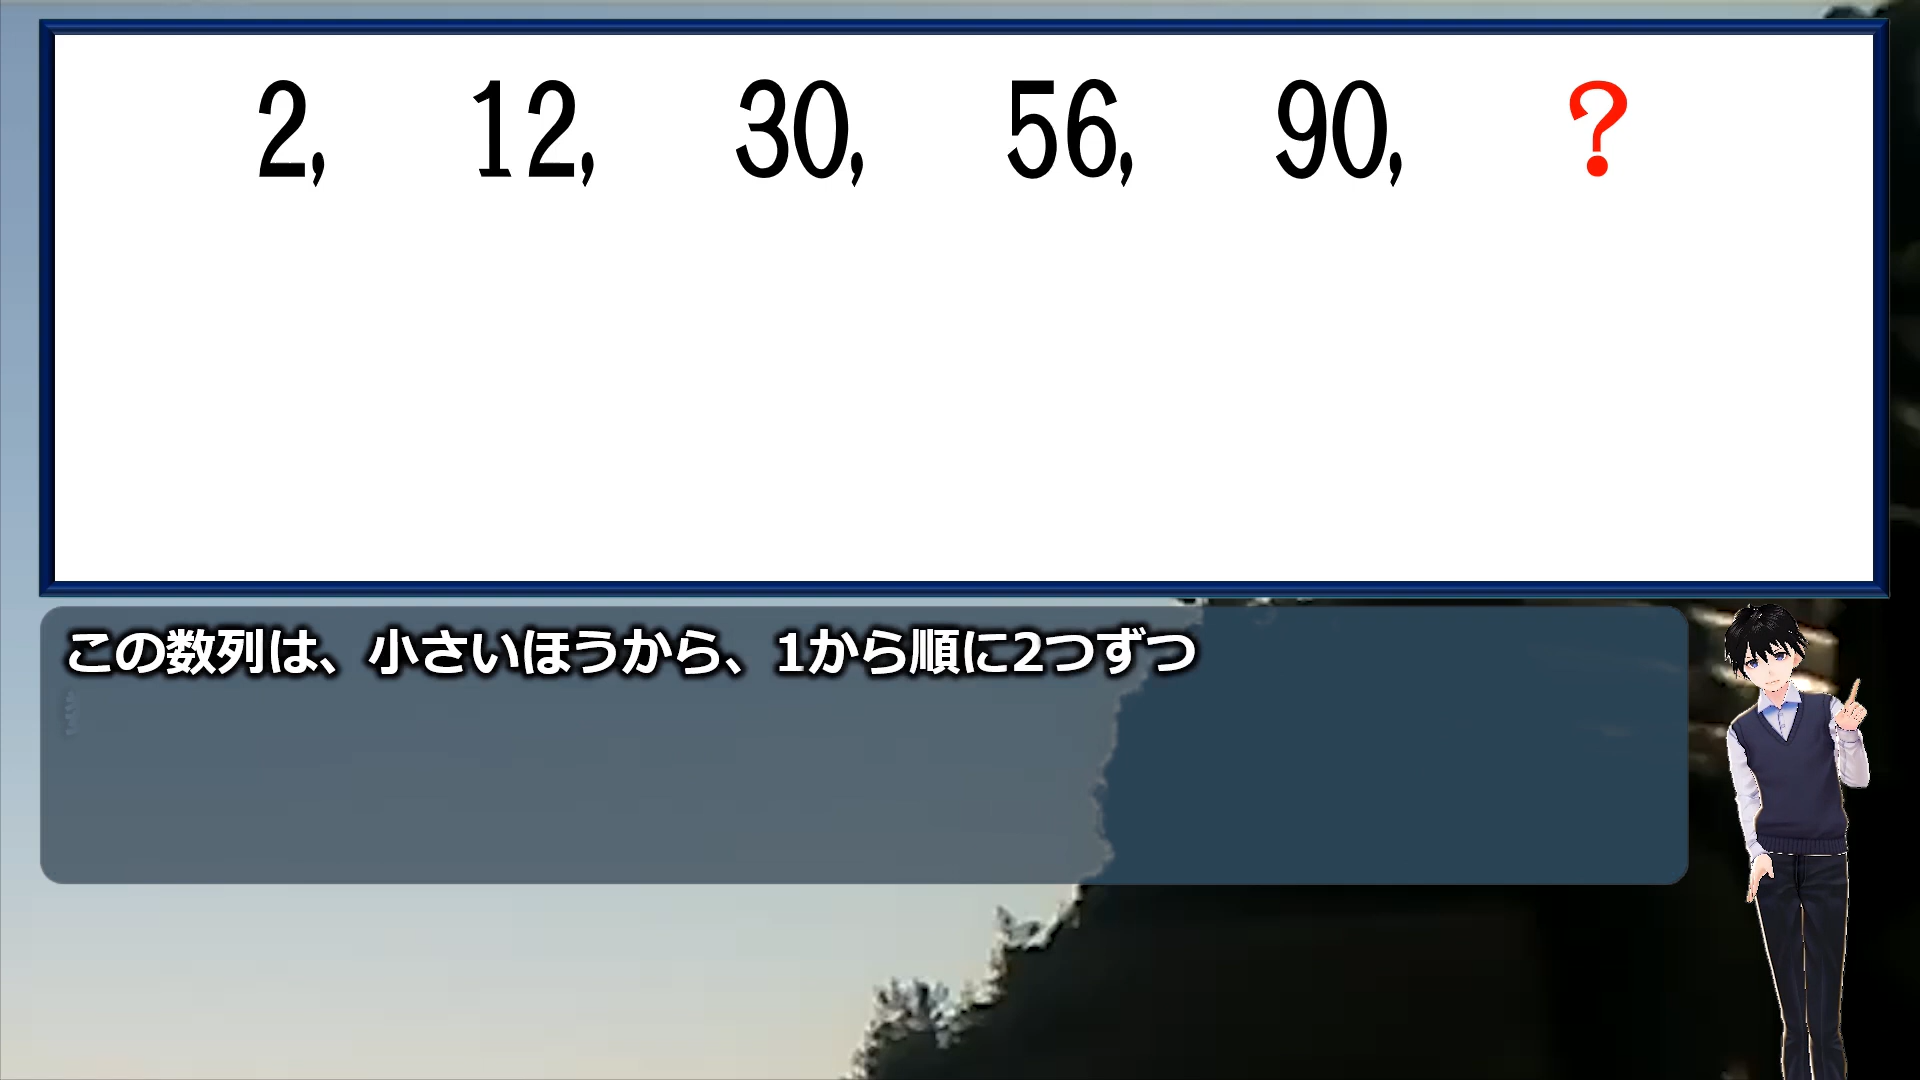 2, 12, 30, 56, 90, ?
この数列は、小さいほうから、1から順に2つずつ